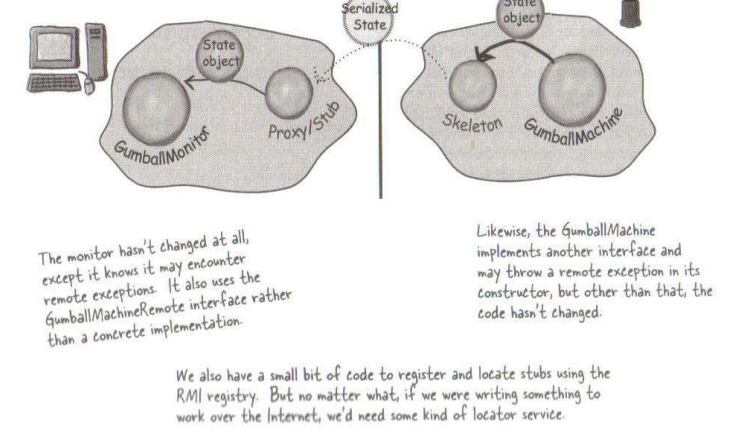 Serialized
State
State
object
State
object
GumballMonitor
Proxy/Stub
Skeleton
GumballMachine
The monitor hasn't changed at all,
except it knows it may encounter
remote exceptions. It also uses the
GumballMachineRemote interface rather
than a concrete implementation.
Likewise, the GumballMachine
implements another interface and
may throw a remote exception in its
constructor, but other than that, the
code hasn't changed.
We also have a small bit of code to register and locate stubs using the
RMI registry. But no matter what, if we were writing something to
work over the Internet, we'd need some kind of locator service.